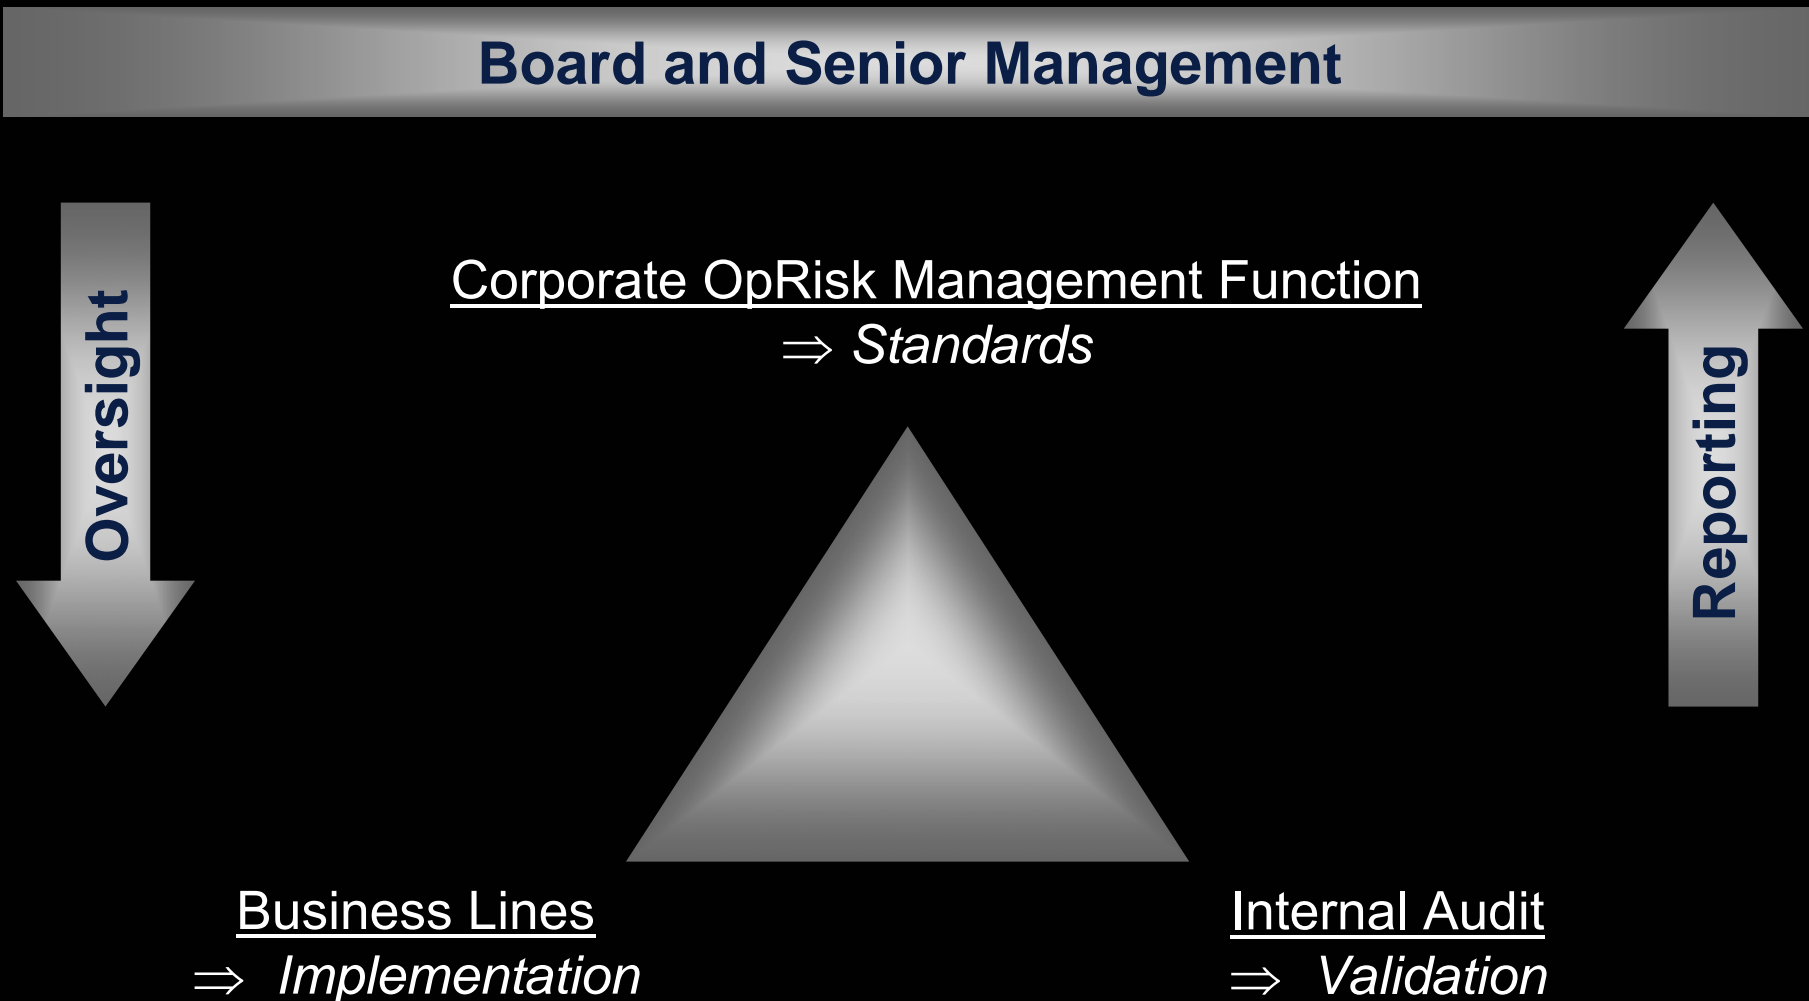 Board and Senior Management
Oversight
Corporate OpRisk Management Function
⇒ Standards
Reporting
Business Lines
⇒ Implementation
Internal Audit
⇒ Validation